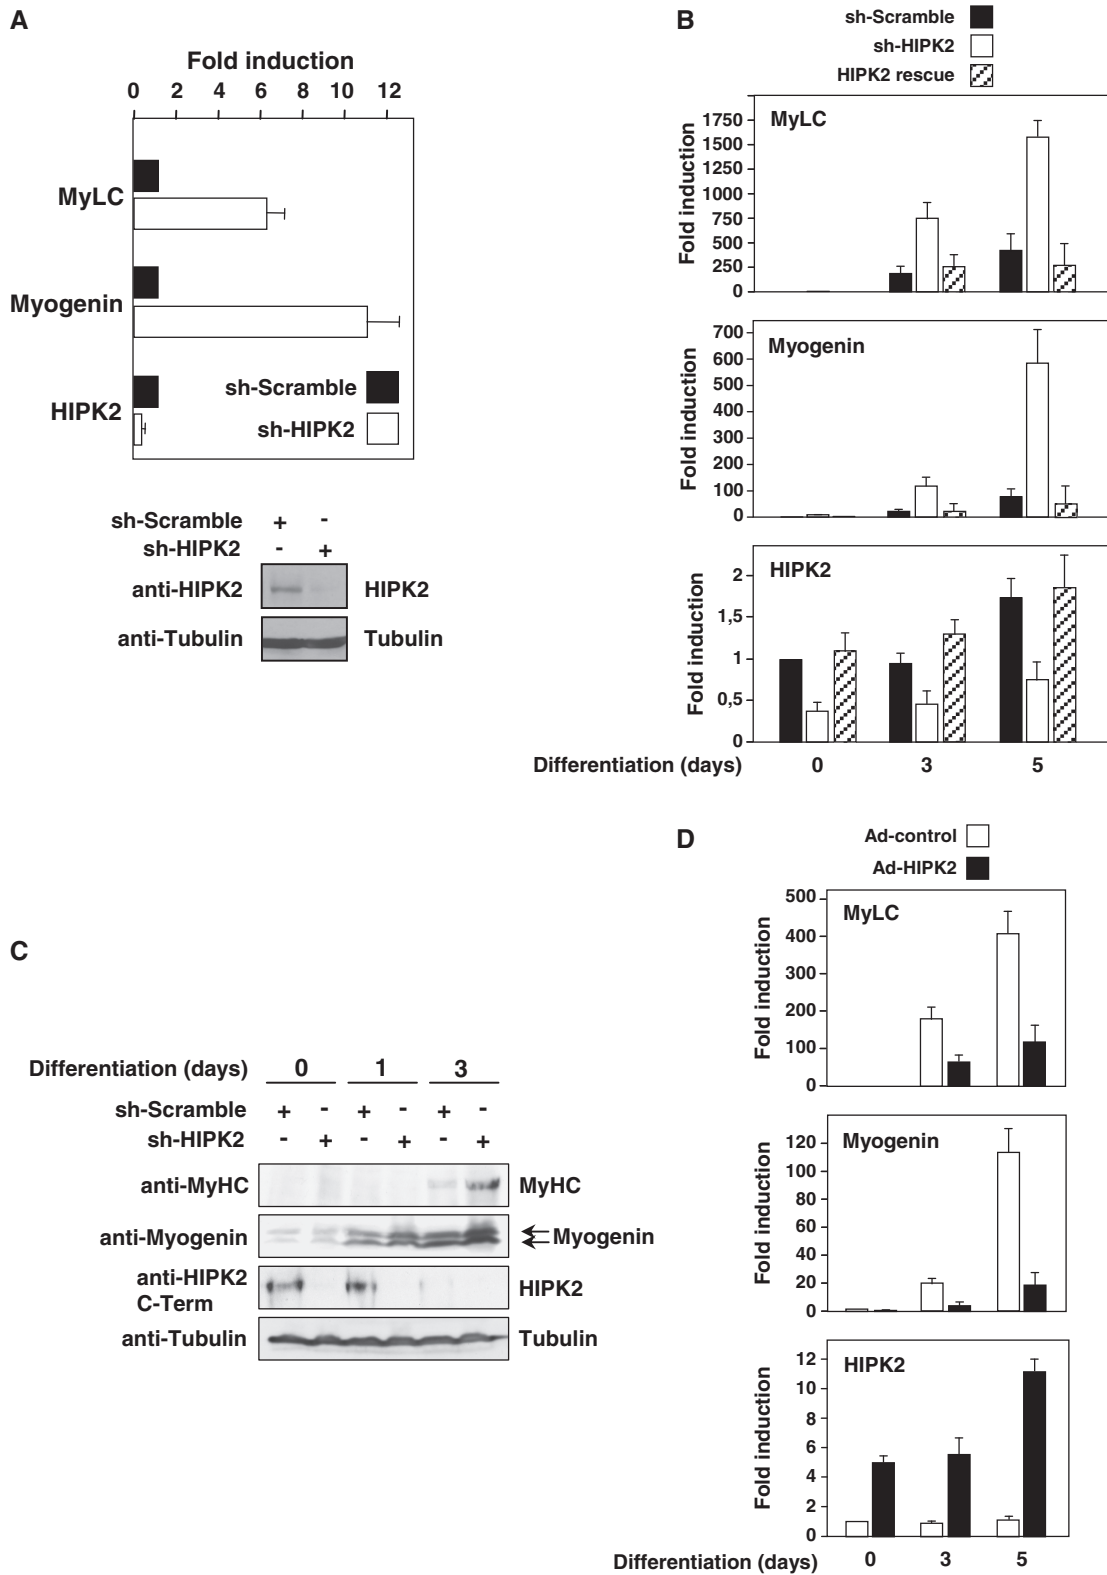 A
Fold induction
0 2 4 6 8 10 12
MyLC
Myogenin
HIPK2
sh-Scramble
sh-HIPK2
sh-Scramble + -
sh-HIPK2 - +
anti-HIPK2 HIPK2
anti-Tubulin Tubulin
B
sh-Scramble
sh-HIPK2
HIPK2 rescue
MyLC
Fold induction
1750
1500
1250
1000
750
500
250
0
Myogenin
Fold induction
700
600
500
400
300
200
100
0
HIPK2
Fold induction
2
1,5
1
0,5
0
Differentiation (days) 0 3 5
C
Differentiation (days) 0 1 3
sh-Scramble + - + - + -
sh-HIPK2 - + - + - +
anti-MyHC MyHC
anti-Myogenin Myogenin
anti-HIPK2
C-Term
HIPK2
anti-Tubulin Tubulin
D
Ad-control
Ad-HIPK2
MyLC
Fold induction
500
400
300
200
100
0
Myogenin
Fold induction
120
100
80
60
40
20
0
HIPK2
Fold induction
12
10
8
6
4
2
0
Differentiation (days) 0 3 5